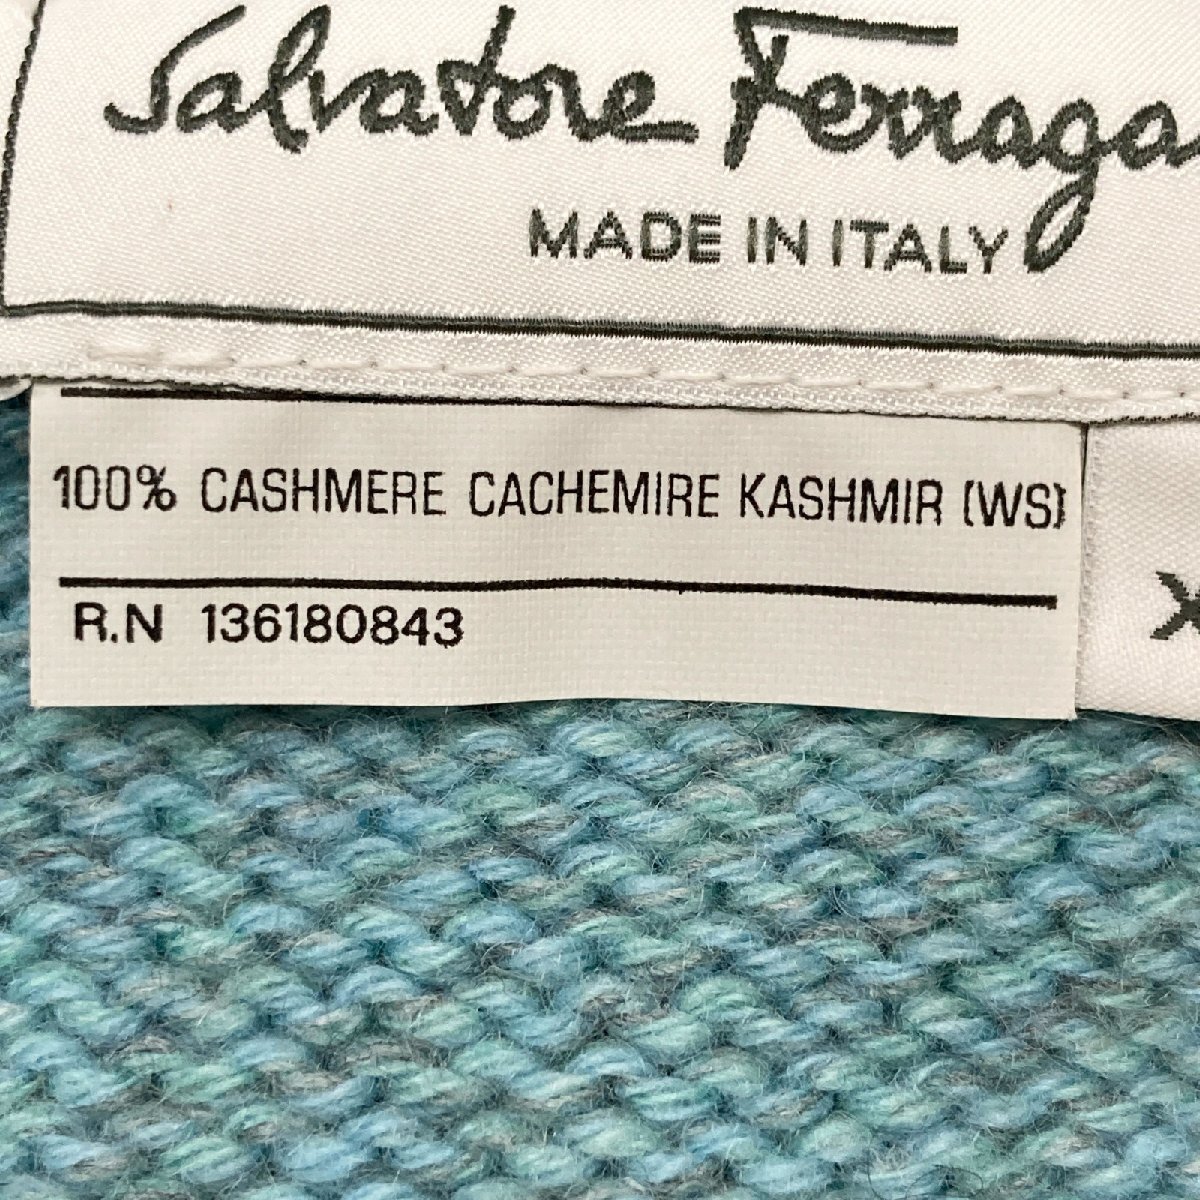 Salvatore Ferraga
MADE IN ITALY
100% CASHMERE CACHEMIRE KASHMIR (WS)
R.N 136180843
X